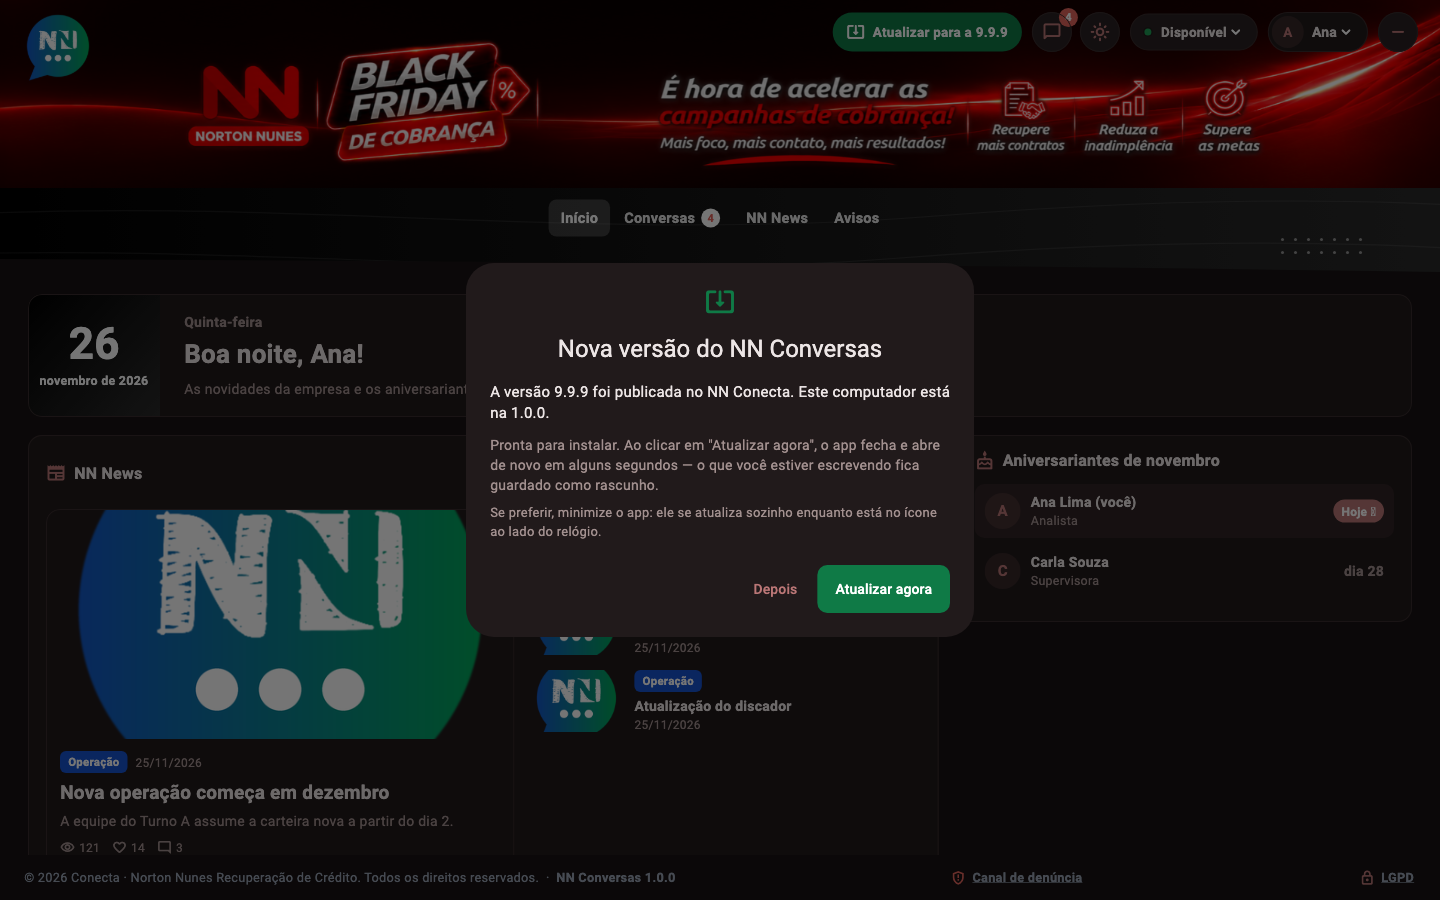 NN
Atualizar para a 9.9.9
4
Disponível
A
Ana
NN
NORTON NUNES
BLACK
FRIDAY
%
DE COBRANÇA
É hora de acelerar as
campanhas de cobrança!
Mais foco, mais contato, mais resultados!
Recupere
mais contratos
Reduza a
inadimplência
Supere
as metas
Início
Conversas 4
NN News
Avisos
26
novembro de 2026
Quinta-feira
Boa noite, Ana!
As novidades da empresa e os aniversariant
Nova versão do NN Conversas
A versão 9.9.9 foi publicada no NN Conecta. Este computador está
na 1.0.0.
Pronta para instalar. Ao clicar em "Atualizar agora", o app fecha e abre
de novo em alguns segundos — o que você estiver escrevendo fica
guardado como rascunho.
Se preferir, minimize o app: ele se atualiza sozinho enquanto está no ícone
ao lado do relógio.
Depois
Atualizar agora
NN News
NN
Operação
25/11/2026
Nova operação começa em dezembro
A equipe do Turno A assume a carteira nova a partir do dia 2.
121
14
3
25/11/2026
NN
Operação
Atualização do discador
25/11/2026
Aniversariantes de novembro
A
Ana Lima (você)
Analista
Hoje
C
Carla Souza
Supervisora
dia 28
© 2026 Conecta · Norton Nunes Recuperação de Crédito. Todos os direitos reservados. · NN Conversas 1.0.0
Canal de denúncia
LGPD